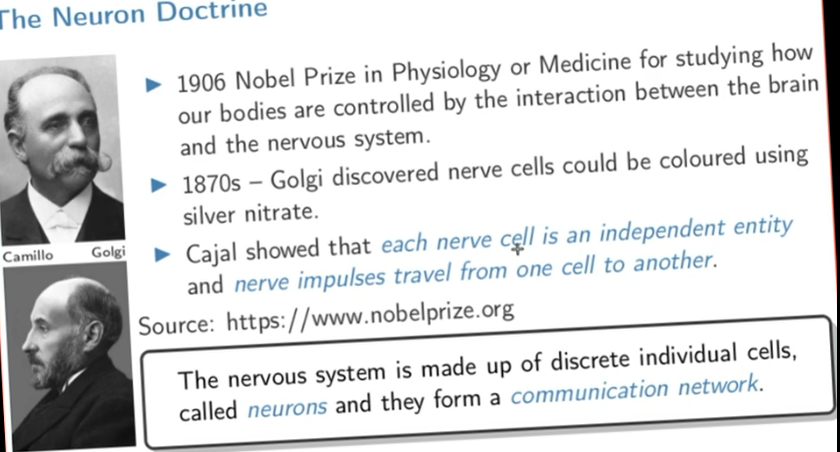 The Neuron Doctrine
▶ 1906 Nobel Prize in Physiology or Medicine for studying how
our bodies are controlled by the interaction between the brain
and the nervous system.
▶ 1870s – Golgi discovered nerve cells could be coloured using
silver nitrate.
▶ Cajal showed that each nerve cell is an independent entity
and nerve impulses travel from one cell to another.
Camillo Golgi
Source: https://www.nobelprize.org
The nervous system is made up of discrete individual cells,
called neurons and they form a communication network.